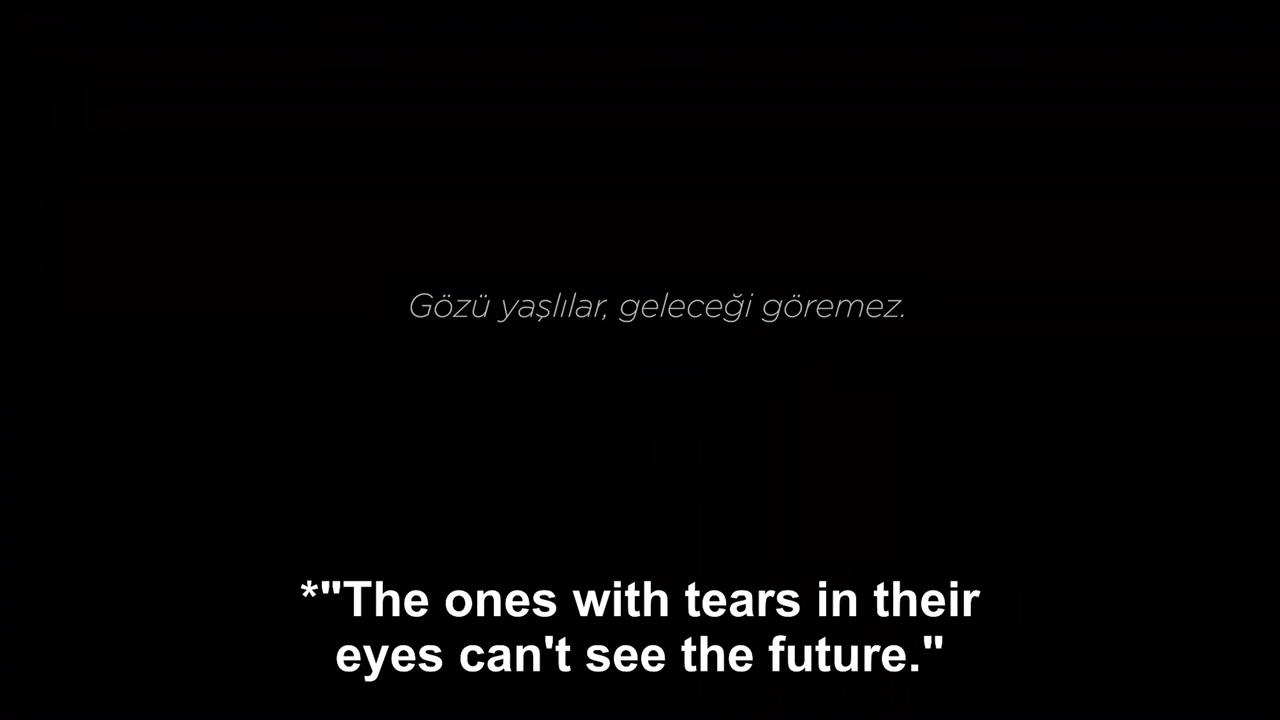 Gözü yaşlılar, geleceği göremez.
*"The ones with tears in their
eyes can't see the future."